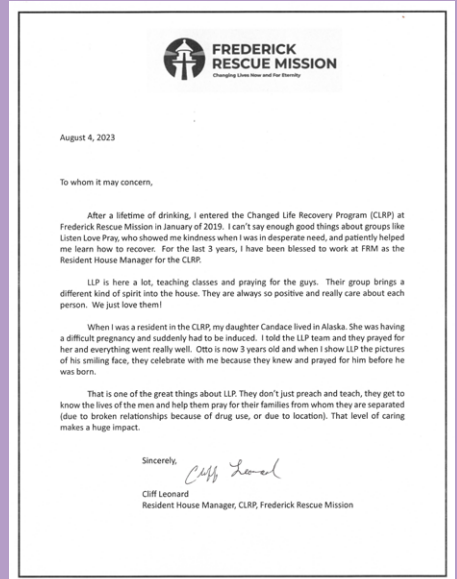 FREDERICK
RESCUE MISSION
Changing Lives Now and For Eternity
August 4, 2023
To whom it may concern,
After a lifetime of drinking, I entered the Changed Life Recovery Program (CLRP) at
Frederick Rescue Mission in January of 2019. I can't say enough good things about groups like
Listen Love Pray, who showed me kindness when I was in desperate need, and patiently helped
me learn how to recover. For the last 3 years, I have been blessed to work at FRM as the
Resident House Manager for the CLRP.
LLP is here a lot, teaching classes and praying for the guys. Their group brings a
different kind of spirit into the house. They are always so positive and really care about each
person. We just love them!
When I was a resident in the CLRP, my daughter Candace lived in Alaska. She was having
a difficult pregnancy and suddenly had to be induced. I told the LLP team and they prayed for
her and everything went really well. Otto is now 3 years old and when I show LLP the pictures
of his smiling face, they celebrate with me because they knew and prayed for him before he
was born.
That is one of the great things about LLP. They don't just preach and teach, they get to
know the lives of the men and help them pray for their families from whom they are separated
(due to broken relationships because of drug use, or due to location). That level of caring
makes a huge impact.
Sincerely,
Cliff Leonard
Cliff Leonard
Resident House Manager, CLRP, Frederick Rescue Mission